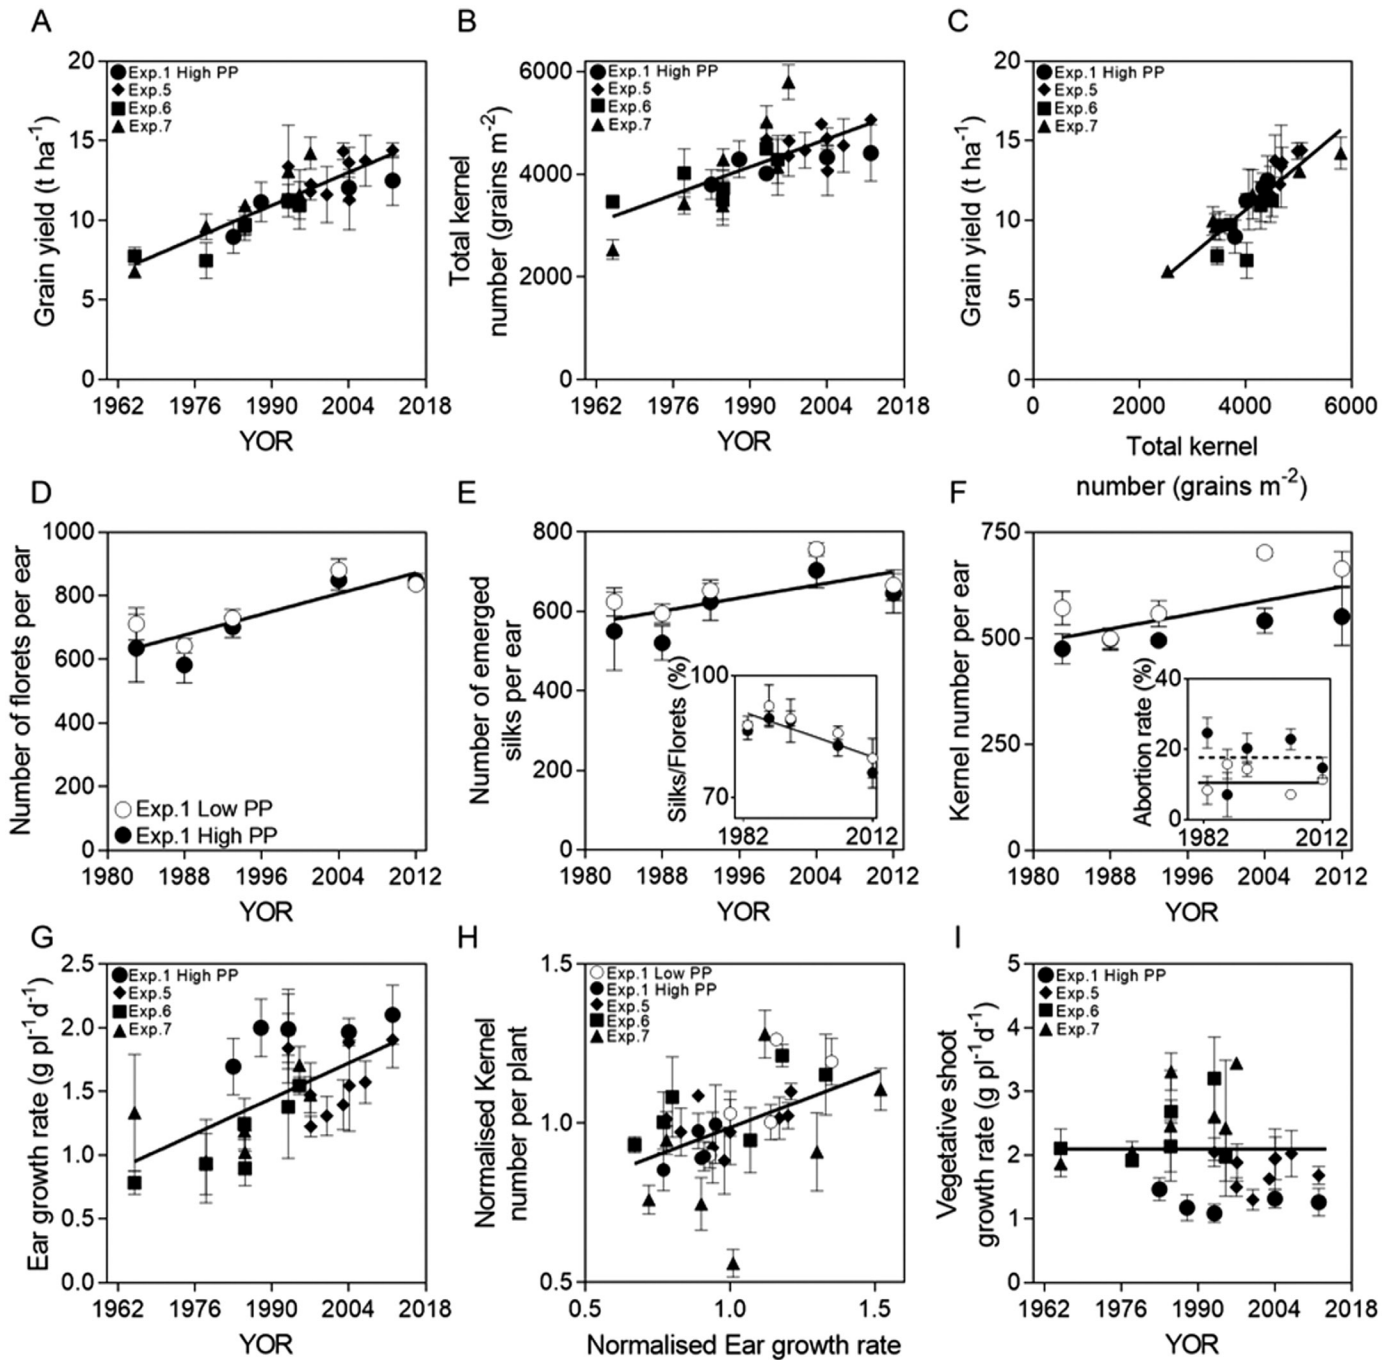 A
B
C
20
15
10
5
0
Grain yield (t ha-1)
Exp.1 High PP
Exp.5
Exp.6
Exp.7
1962 1976 1990 2004 2018
YOR
6000
4000
2000
0
Total kernel
number (grains m-2)
Exp.1 High PP
Exp.5
Exp.6
Exp.7
1962 1976 1990 2004 2018
YOR
20
15
10
5
0
Grain yield (t ha-1)
Exp.1 High PP
Exp.5
Exp.6
Exp.7
0 2000 4000 6000
Total kernel
number (grains m-2)
D
E
F
1000
800
600
400
200
0
Number of florets per ear
Exp.1 Low PP
Exp.1 High PP
1980 1988 1996 2004 2012
YOR
800
600
400
200
0
Number of emerged
silks per ear
100
70
Silks/Florets (%)
1982 2012
1980 1988 1996 2004 2012
YOR
750
500
250
0
Kernel number per ear
40
20
0
Abortion rate (%)
1982 2012
1980 1988 1996 2004 2012
YOR
G
H
I
2.5
2.0
1.5
1.0
0.5
0.0
Ear growth rate (g pl-1d-1)
Exp.1 High PP
Exp.5
Exp.6
Exp.7
1962 1976 1990 2004 2018
YOR
1.5
1.0
0.5
Normalised Kernel
number per plant
Exp.1 Low PP
Exp.1 High PP
Exp.5
Exp.6
Exp.7
0.5 1.0 1.5
Normalised Ear growth rate
5
4
3
2
1
0
Vegetative shoot
growth rate (g pl-1d-1)
Exp.1 High PP
Exp.5
Exp.6
Exp.7
1962 1976 1990 2004 2018
YOR